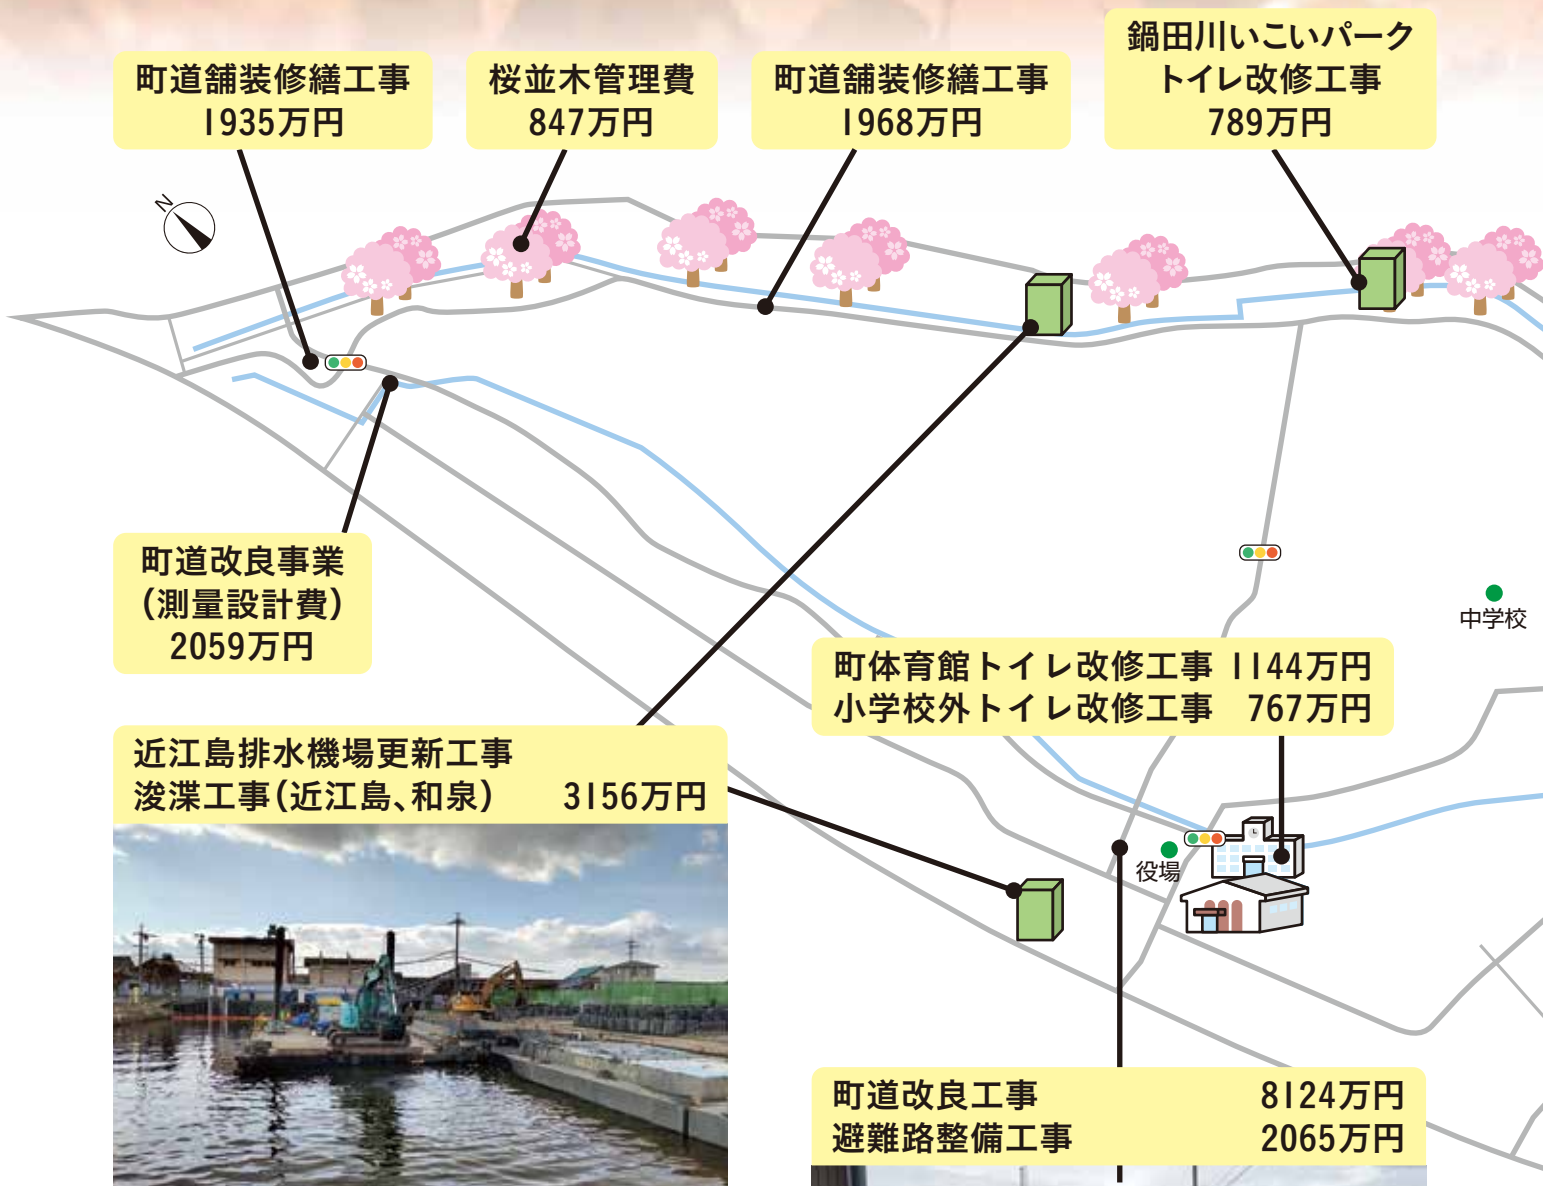 町道舗装修繕工事
1935万円
桜並木管理費
847万円
町道舗装修繕工事
1968万円
鍋田川いこいパーク
トイレ改修工事
789万円
N
町道改良事業
(測量設計費)
2059万円
中学校
町体育館トイレ改修工事 1144万円
小学校外トイレ改修工事 767万円
近江島排水機場更新工事
浚渫工事(近江島、和泉) 3156万円
役場
町道改良工事 8124万円
避難路整備工事 2065万円